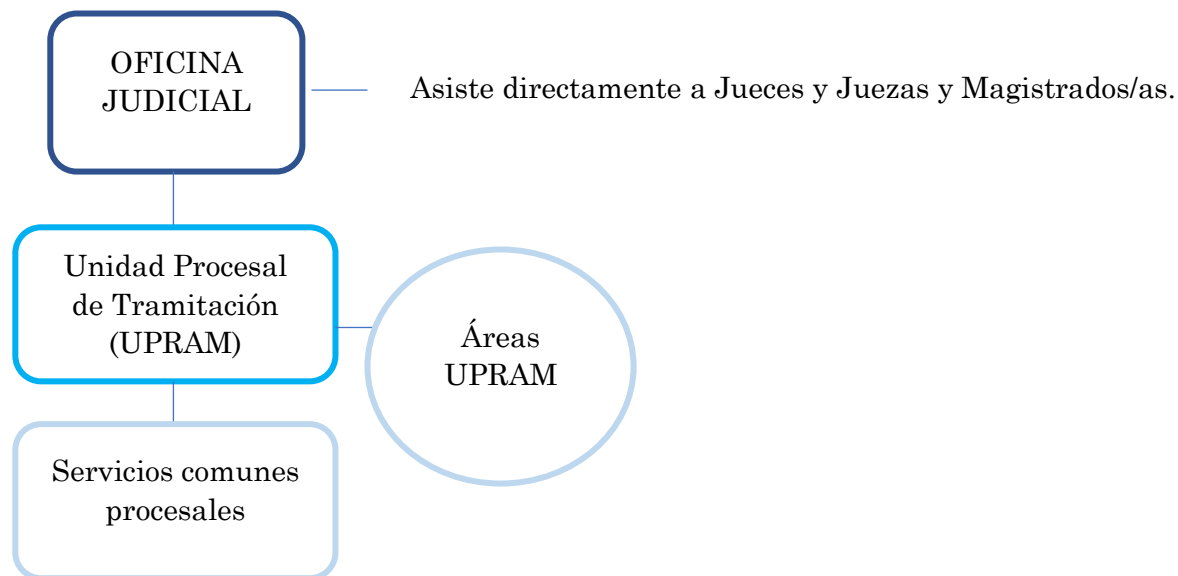 OFICINA
JUDICIAL
Asiste directamente a Jueces y Juezas y Magistrados/as.
Unidad Procesal
de Tramitación
(UPRAM)
Áreas
UPRAM
Servicios comunes
procesales